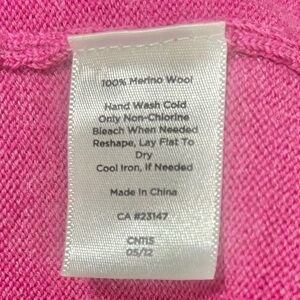 100% Merino Wool
Hand Wash Cold
Only Non-Chlorine
Bleach When Needed
Reshape, Lay Flat To
Dry
Cool Iron, If Needed
Made in China
CA #23147
CNT15
05/12